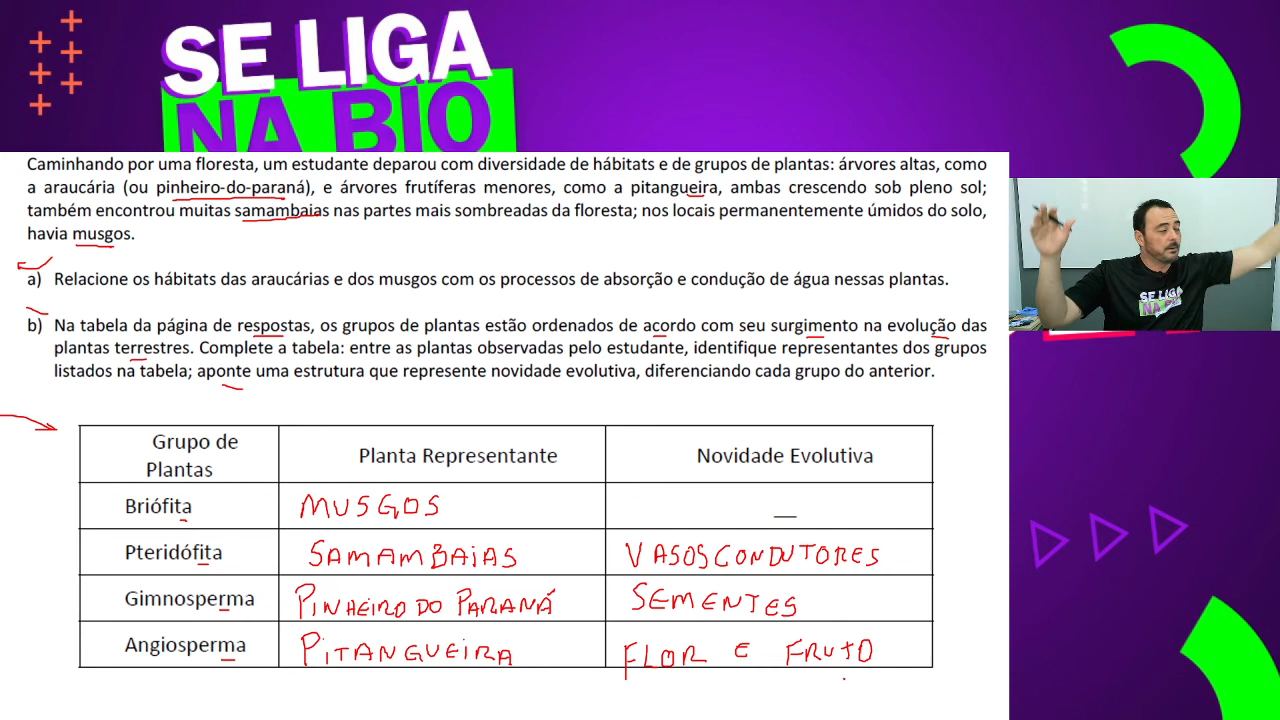 SE LIGA
NA BIO
Caminhando por uma floresta, um estudante deparou com diversidade de hábitats e de grupos de plantas: árvores altas, como
a araucária (ou pinheiro-do-paraná), e árvores frutíferas menores, como a pitangueira, ambas crescendo sob pleno sol;
também encontrou muitas samambaias nas partes mais sombreadas da floresta; nos locais permanentemente úmidos do solo,
havia musgos.
a) Relacione os hábitats das araucárias e dos musgos com os processos de absorção e condução de água nessas plantas.
b) Na tabela da página de respostas, os grupos de plantas estão ordenados de acordo com seu surgimento na evolução das
plantas terrestres. Complete a tabela: entre as plantas observadas pelo estudante, identifique representantes dos grupos
listados na tabela; aponte uma estrutura que represente novidade evolutiva, diferenciando cada grupo do anterior.
Grupo de
Plantas
Planta Representante
Novidade Evolutiva
Briófita MUSGOS —
Pteridófita SAMAMBAIAS VASOS CONDUTORES
Gimnosperma PINHEIRO DO PARANÁ SEMENTES
Angiosperma PITANGUEIRA FLOR E FRUTO
SE LIGA
NA BIO